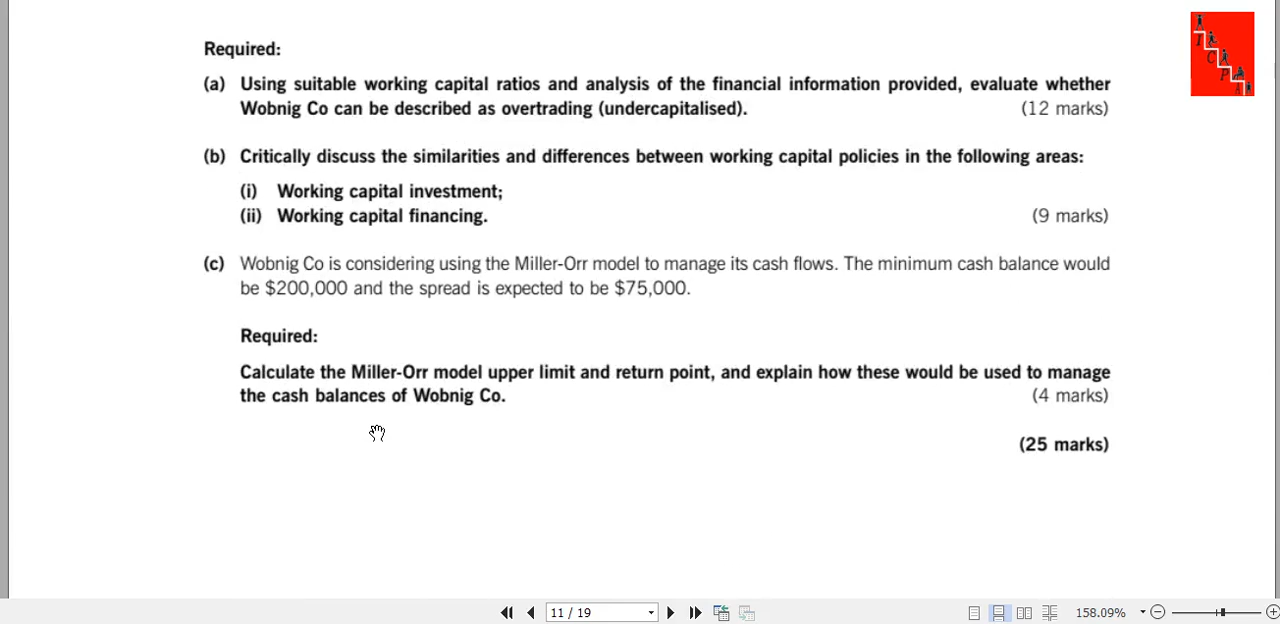 Required:
(a) Using suitable working capital ratios and analysis of the financial information provided, evaluate whether
Wobnig Co can be described as overtrading (undercapitalised). (12 marks)
(b) Critically discuss the similarities and differences between working capital policies in the following areas:
(i) Working capital investment;
(ii) Working capital financing. (9 marks)
(c) Wobnig Co is considering using the Miller-Orr model to manage its cash flows. The minimum cash balance would
be $200,000 and the spread is expected to be $75,000.
Required:
Calculate the Miller-Orr model upper limit and return point, and explain how these would be used to manage
the cash balances of Wobnig Co. (4 marks)
(25 marks)
I
C
P
A
11 / 19
158.09%